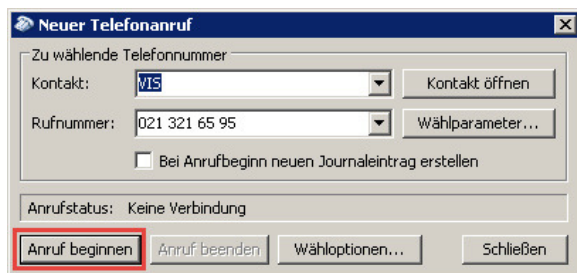 Neuer Telefonanruf
Zu wählende Telefonnummer
Kontakt: VIS Kontakt öffnen
Rufnummer: 021 321 65 95 Wählparameter...
Bei Anrufbeginn neuen Journaleintrag erstellen
Anrufstatus: Keine Verbindung
Anruf beginnen Anruf beenden Wähloptionen... Schließen